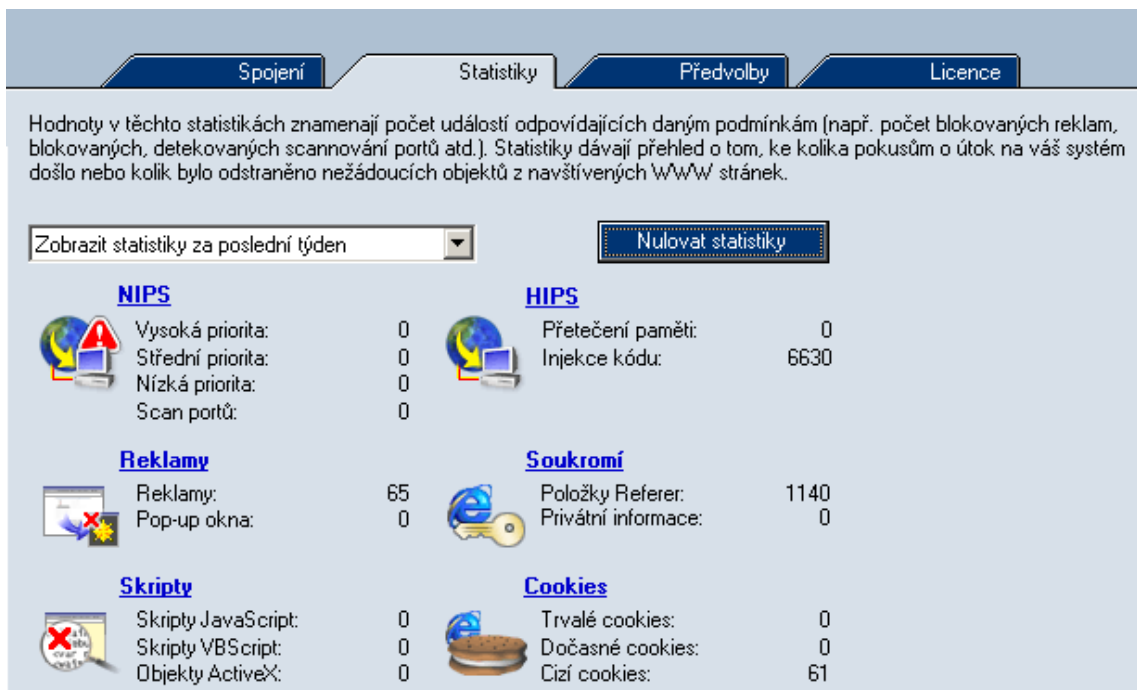 Spojení Statistiky Předvolby Licence
Hodnoty v těchto statistikách znamenají počet událostí odpovídajících daným podmínkám (např. počet blokovaných reklam,
blokovaných, detekovaných scannování portů atd.). Statistiky dávají přehled o tom, ke kolika pokusům o útok na váš systém
došlo nebo kolik bylo odstraněno nežádoucích objektů z navštívených WWW stránek.
Zobrazit statistiky za poslední týden Nulovat statistiky
NIPS
Vysoká priorita: 0
Střední priorita: 0
Nízká priorita: 0
Scan portů: 0
HIPS
Přetečení paměti: 0
Injekce kódu: 6630
Reklamy
Reklamy: 65
Pop-up okna: 0
Soukromí
Položky Referer: 1140
Privátní informace: 0
Skripty
Skripty JavaScript: 0
Skripty VBScript: 0
Objekty ActiveX: 0
Cookies
Trvalé cookies: 0
Dočasné cookies: 0
Cizí cookies: 61